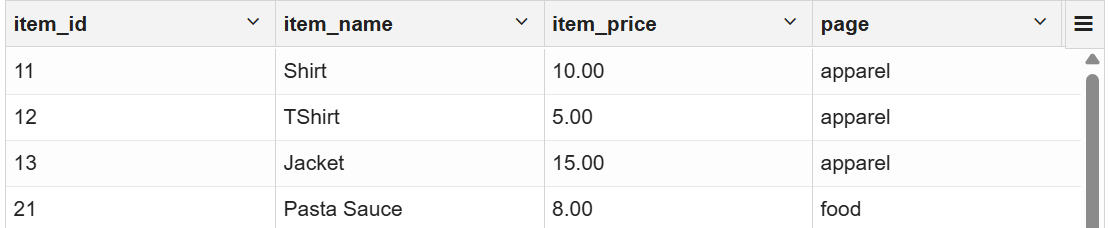 item_id item_name item_price page
11 Shirt 10.00 apparel
12 TShirt 5.00 apparel
13 Jacket 15.00 apparel
21 Pasta Sauce 8.00 food